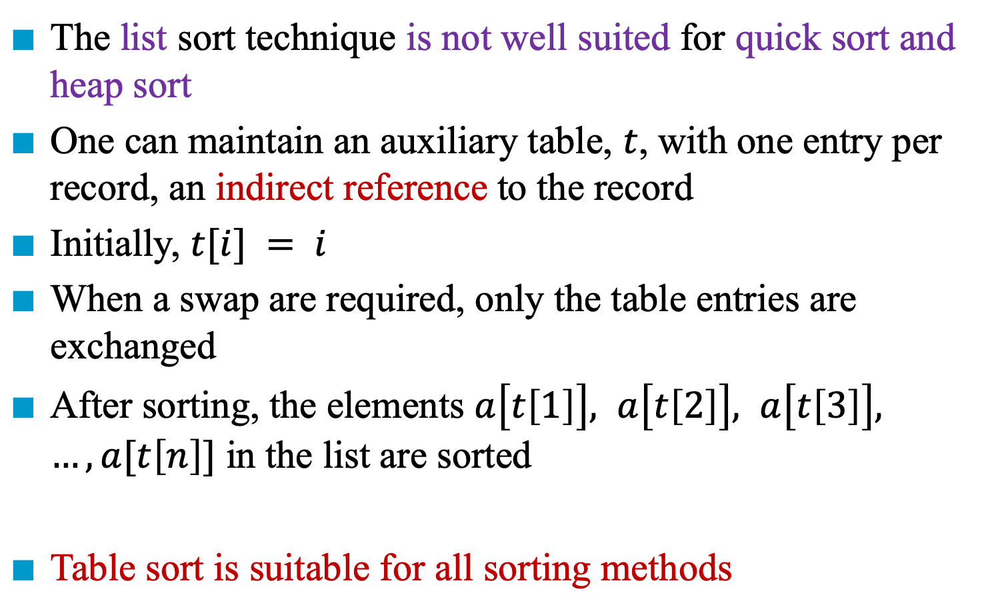 The list sort technique is not well suited for quick sort and
heap sort
One can maintain an auxiliary table, t, with one entry per
record, an indirect reference to the record
Initially, t[i] = i
When a swap are required, only the table entries are
exchanged
After sorting, the elements a[t[1]], a[t[2]], a[t[3]],
…, a[t[n]] in the list are sorted
Table sort is suitable for all sorting methods